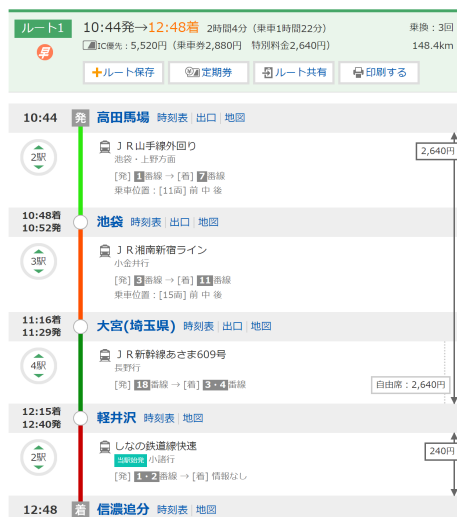 ルート1 10:44発→12:48着 2時間4分（乗車1時間22分） 乗換：3回
早 IC優先：5,520円（乗車券2,880円 特別料金2,640円） 148.4km
+ルート保存 定期券 ルート共有 印刷する
10:44 発 高田馬場 時刻表 出口 地図
2駅 ＪＲ山手線外回り 2,640円
池袋・上野方面
[発] 1番線 → [着] 7番線
乗車位置：[11両] 前 中 後
10:48着
10:52発 池袋 時刻表 出口 地図
3駅 ＪＲ湘南新宿ライン
小金井行
[発] 3番線 → [着] 11番線
乗車位置：[15両] 前 中 後
11:16着
11:29発 大宮(埼玉県) 時刻表 出口 地図
4駅 ＪＲ新幹線あさま609号
長野行
[発] 18番線 → [着] 3・4番線 自由席：2,640円
12:15着
12:40発 軽井沢 時刻表 地図
2駅 しなの鉄道線快速 240円
当駅始発 小諸行
[発] 1・2番線 → [着] 情報なし
12:48 着 信濃追分 時刻表 地図